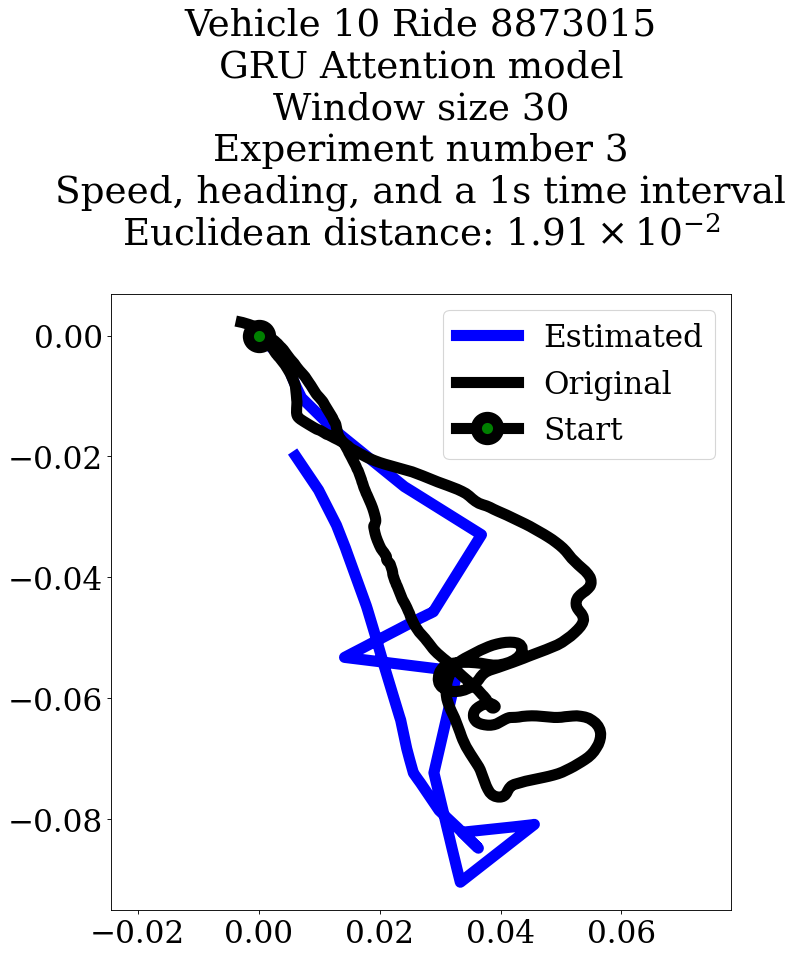 Vehicle 10 Ride 8873015
GRU Attention model
Window size 30
Experiment number 3
Speed, heading, and a 1s time interval
Euclidean distance: 1.91 × 10⁻²
Estimated
Original
Start
0.00
−0.02
−0.04
−0.06
−0.08
−0.02 0.00 0.02 0.04 0.06